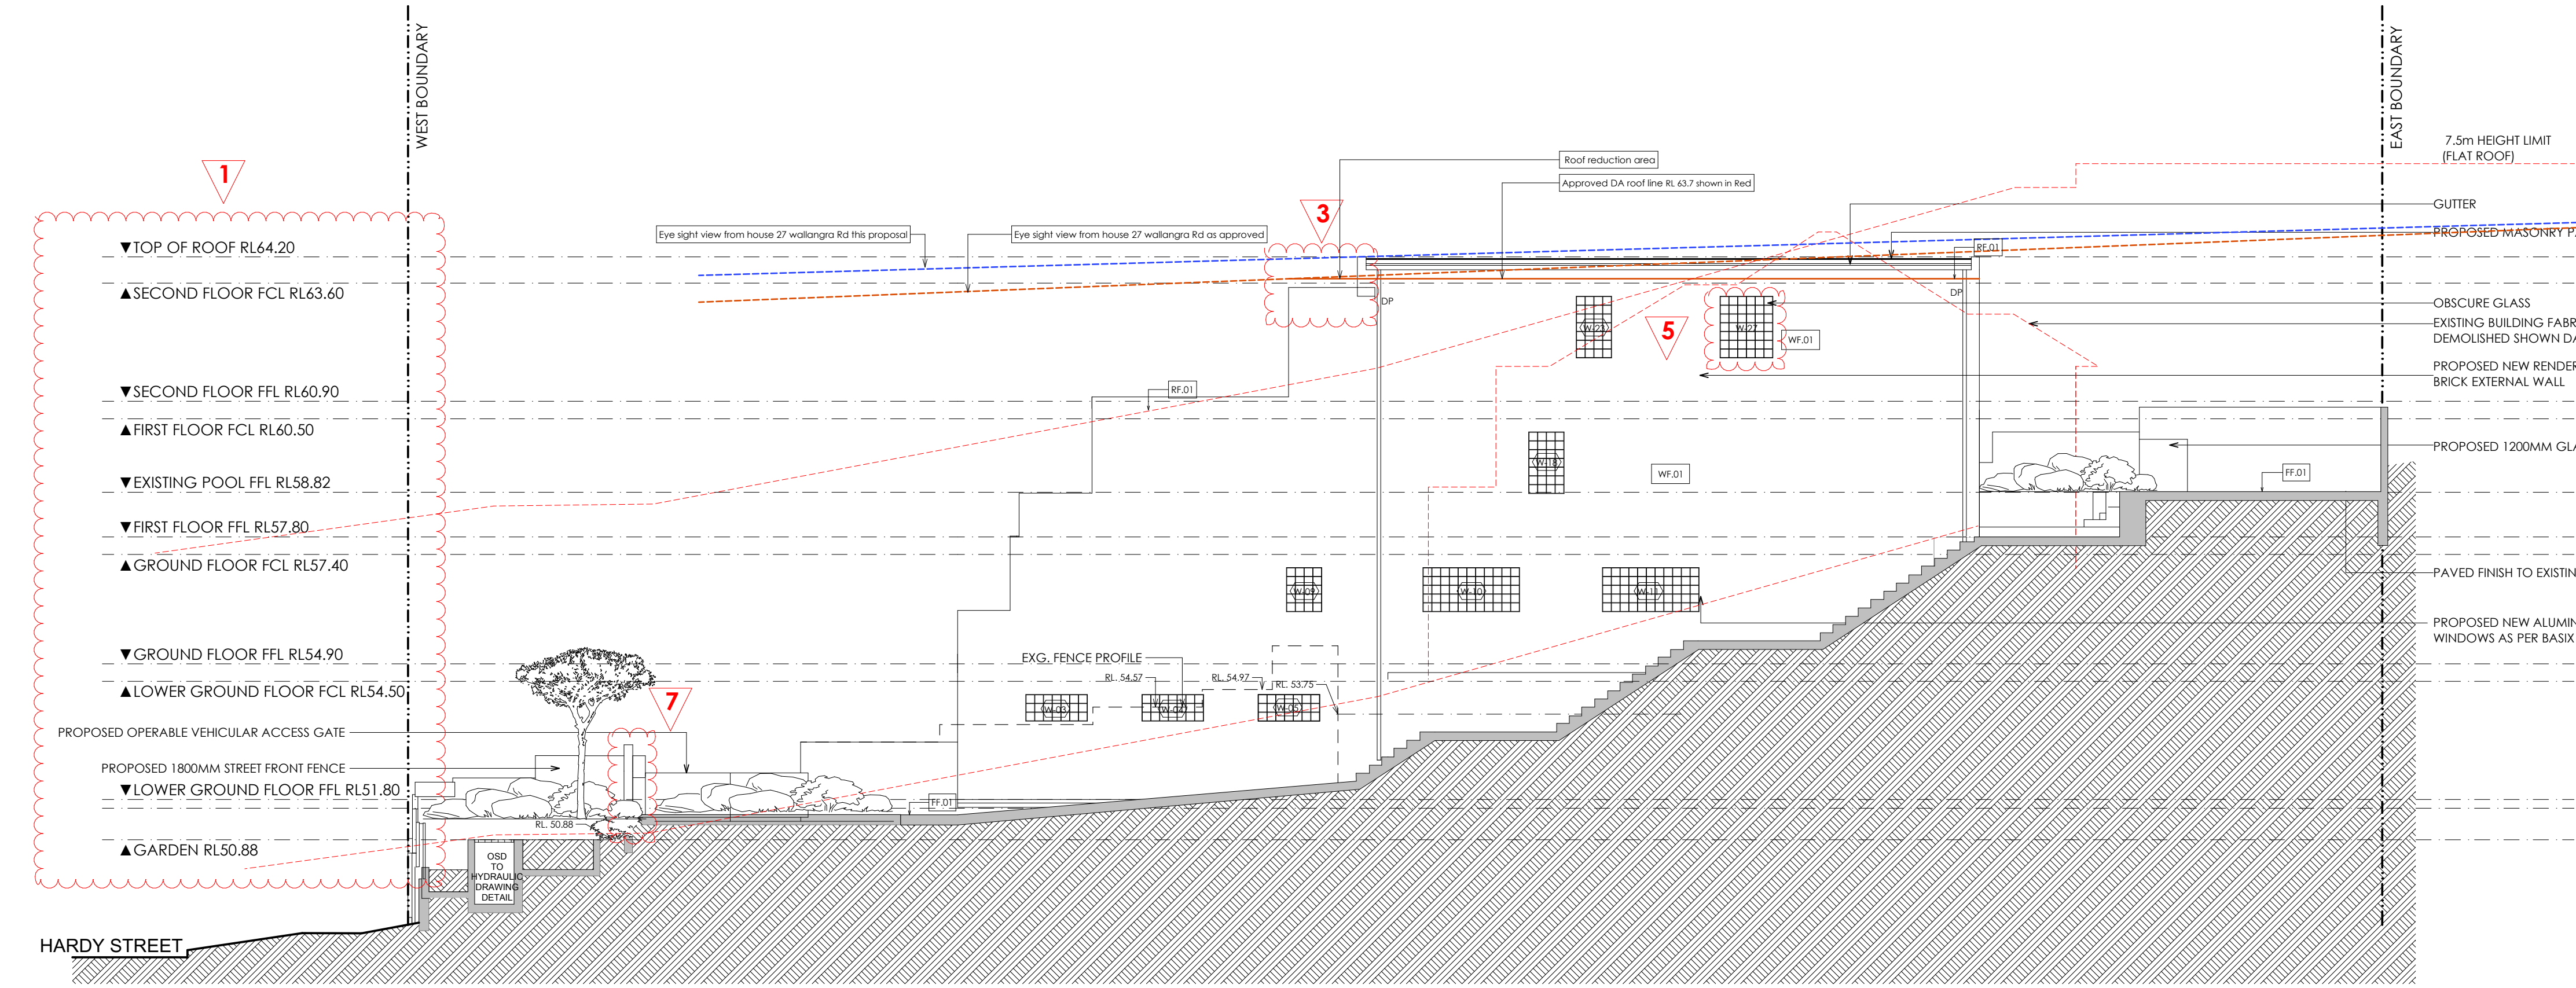 WEST BOUNDARY
EAST BOUNDARY
1
3
5
7
▼TOP OF ROOF RL64.20
▲SECOND FLOOR FCL RL63.60
▼SECOND FLOOR FFL RL60.90
▲FIRST FLOOR FCL RL60.50
▼EXISTING POOL FFL RL58.82
▼FIRST FLOOR FFL RL57.80
▲GROUND FLOOR FCL RL57.40
▼GROUND FLOOR FFL RL54.90
▲LOWER GROUND FLOOR FCL RL54.50
PROPOSED OPERABLE VEHICULAR ACCESS GATE
PROPOSED 1800MM STREET FRONT FENCE
▼LOWER GROUND FLOOR FFL RL51.80
▲GARDEN RL50.88
HARDY STREET
Eye sight view from house 27 wallangra Rd this proposal
Eye sight view from house 27 wallangra Rd as approved
Roof reduction area
Approved DA roof line RL 63.7 shown in Red
DP
DP
RF.01
RF.01
W-23
W-27
WF.01
W-18
WF.01
W-09
W-10
W-11
EXG. FENCE PROFILE
RL. 54.57
RL. 54.97
RL. 53.75
W-03
W-04
W-05
FF.01
FF.01
RL. 50.88
OSD
TO
HYDRAULIC
DRAWING
DETAIL
7.5m HEIGHT LIMIT
(FLAT ROOF)
GUTTER
PROPOSED MASONRY P
OBSCURE GLASS
EXISTING BUILDING FABR
DEMOLISHED SHOWN DA
PROPOSED NEW RENDER
BRICK EXTERNAL WALL
PROPOSED 1200MM GLA
PAVED FINISH TO EXISTIN
PROPOSED NEW ALUMIN
WINDOWS AS PER BASIX